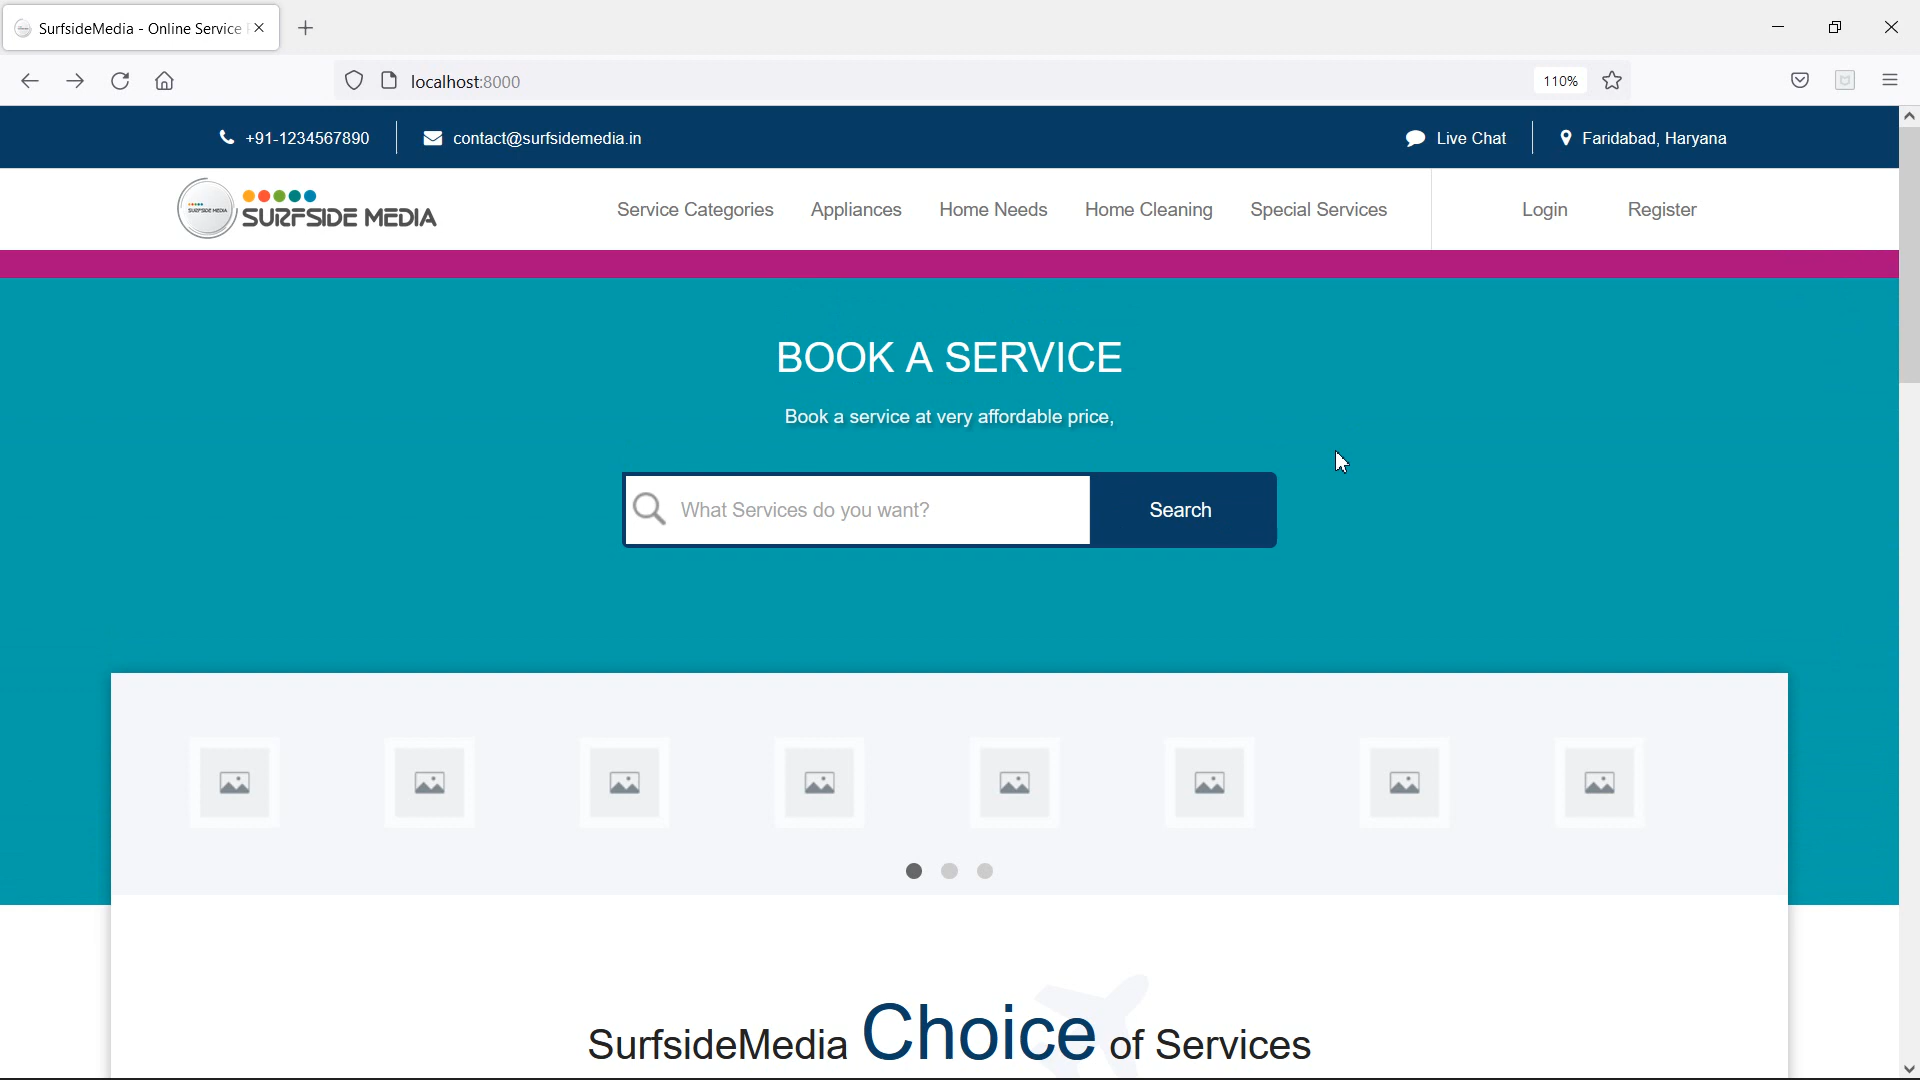 SurfsideMedia - Online Service
localhost:8000
110%
+91-1234567890
contact@surfsidemedia.in
Live Chat
Faridabad, Haryana
SURFSIDE MEDIA
SURFSIDE MEDIA
Service Categories
Appliances
Home Needs
Home Cleaning
Special Services
Login
Register
BOOK A SERVICE
Book a service at very affordable price,
What Services do you want?
Search
SurfsideMedia Choice of Services